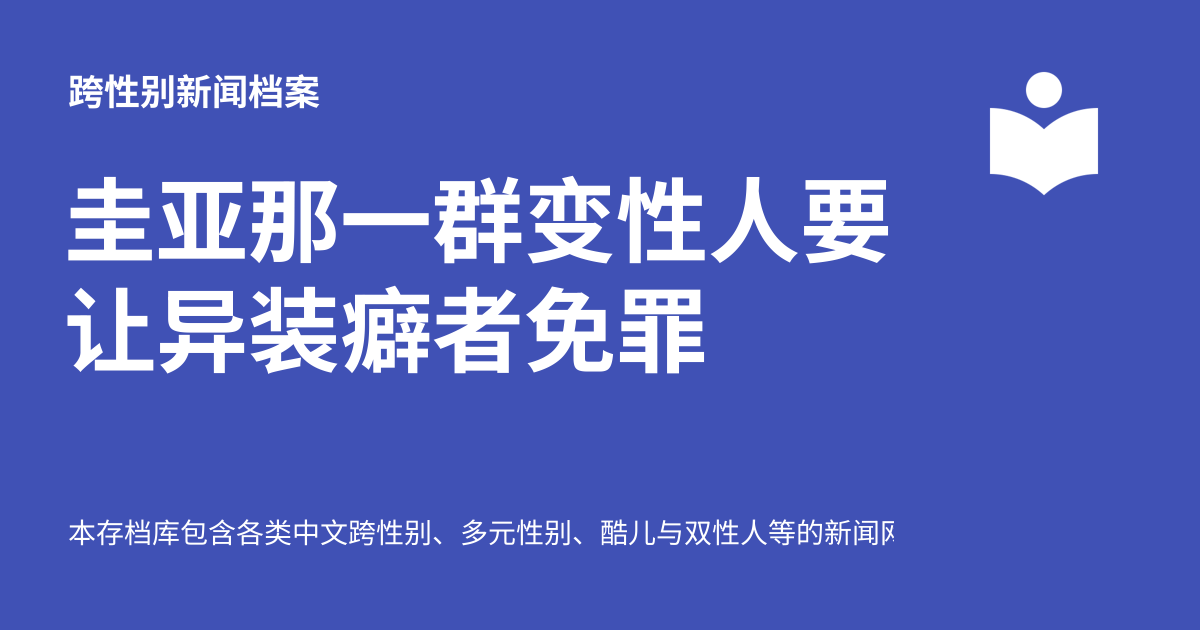 跨性别新闻档案
圭亚那一群变性人要
让异装癖者免罪
本存档库包含各类中文跨性别、多元性别、酷儿与双性人等的新闻